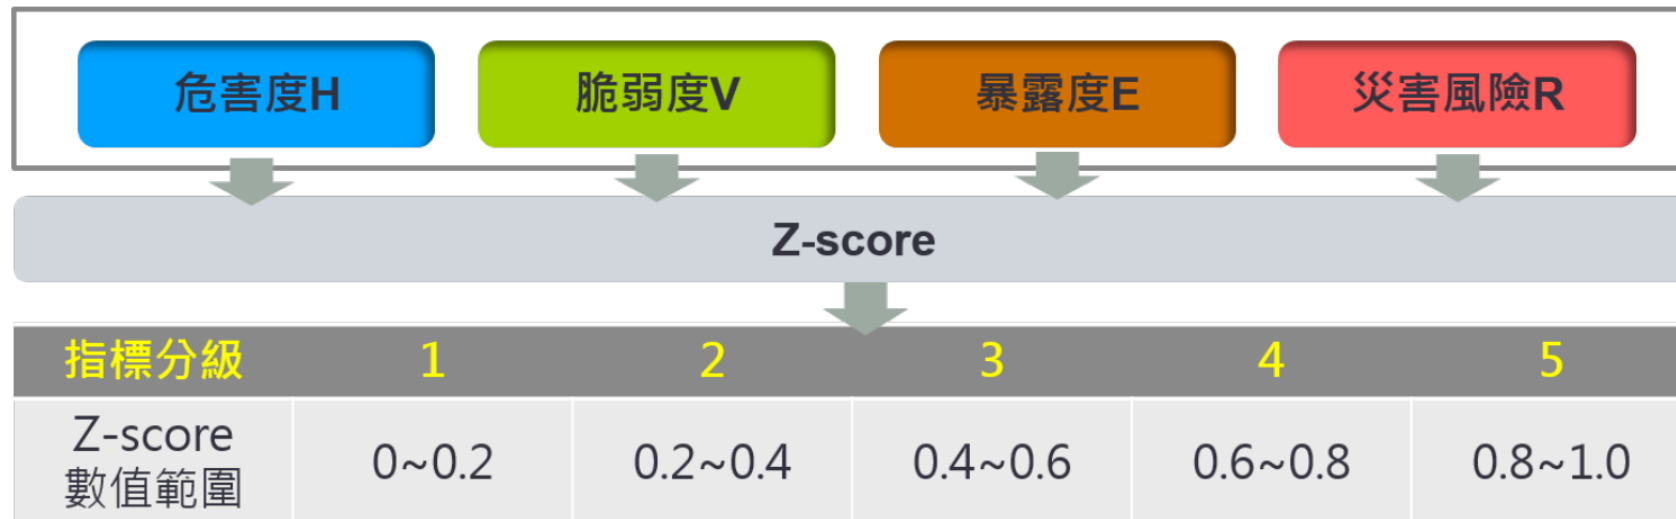 危害度H 脆弱度V 暴露度E 災害風險R
Z-score
指標分級 1 2 3 4 5
Z-score
數值範圍 0~0.2 0.2~0.4 0.4~0.6 0.6~0.8 0.8~1.0